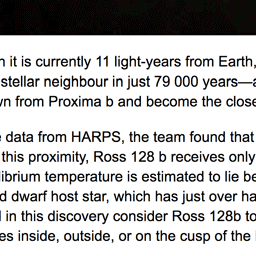 it is currently 11 light-years from Earth,
stellar neighbour in just 79 000 years—
from Proxima b and become the close
data from HARPS, the team found that
this proximity, Ross 128 b receives only
temperature is estimated to lie be
dwarf host star, which has just over ha
in this discovery consider Ross 128b to
inside, outside, or on the cusp of the